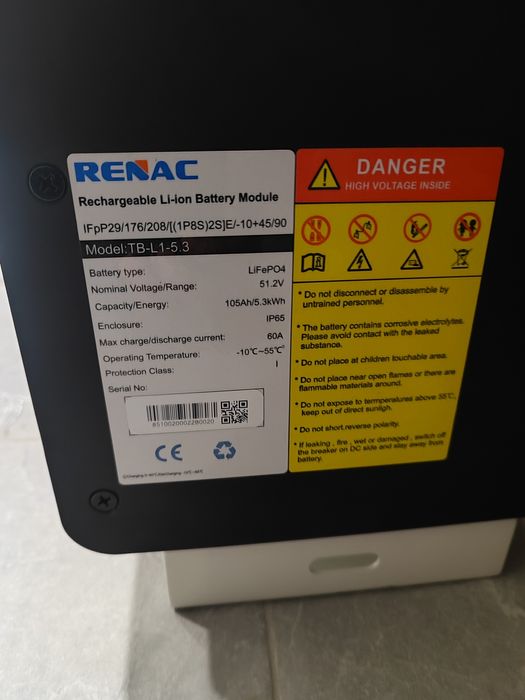 RENAC
Rechargeable Li-ion Battery Module
IFpP29/176/208/[(1P8S)2S]E/-10+45/90
Model:TB-L1-5.3
Battery type: LiFePO4
Nominal Voltage/Range: 51.2V
Capacity/Energy: 105Ah/5.3kWh
Enclosure: IP65
Max charge/discharge current: 60A
Operating Temperature: -10℃~55℃
Protection Class: I
Serial No:
8510020002280020
CE
DANGER
HIGH VOLTAGE INSIDE
* Do not disconnect or disassemble by
untrained personnel.
* The battery contains corrosive electrolytes.
Please avoid contact with the leaked
substance.
* Do not place at children touchable area.
* Do not place near open flames or there are
flammable materials around.
* Do not expose to termperatures above 55℃,
keep out of direct sunligh.
* Do not short.reverse polarity.
* If leaking , fire , wet or damaged , switch off
the breaker on DC side and stay away from
battery.